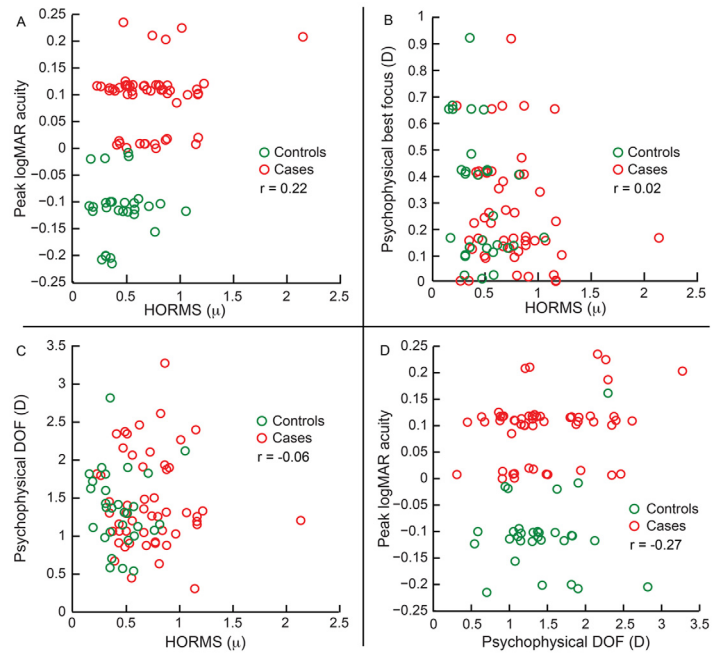 A
Peak logMAR acuity
0.25
0.2
0.15
0.1
0.05
0
−0.05
−0.1
−0.15
−0.2
−0.25
0
0.5
1
1.5
2
2.5
HORMS (μ)
Controls
Cases
r = 0.22
B
Psychophysical best focus (D)
1
0.9
0.8
0.7
0.6
0.5
0.4
0.3
0.2
0.1
0
0
0.5
1
1.5
2
2.5
HORMS (μ)
Controls
Cases
r = 0.02
C
Psychophysical DOF (D)
3.5
3
2.5
2
1.5
1
0.5
0
0
0.5
1
1.5
2
2.5
HORMS (μ)
Controls
Cases
r = -0.06
D
Peak logMAR acuity
0.25
0.2
0.15
0.1
0.05
0
−0.05
−0.1
−0.15
−0.2
−0.25
0
0.5
1
1.5
2
2.5
3
3.5
Psychophysical DOF (D)
Controls
Cases
r = -0.27